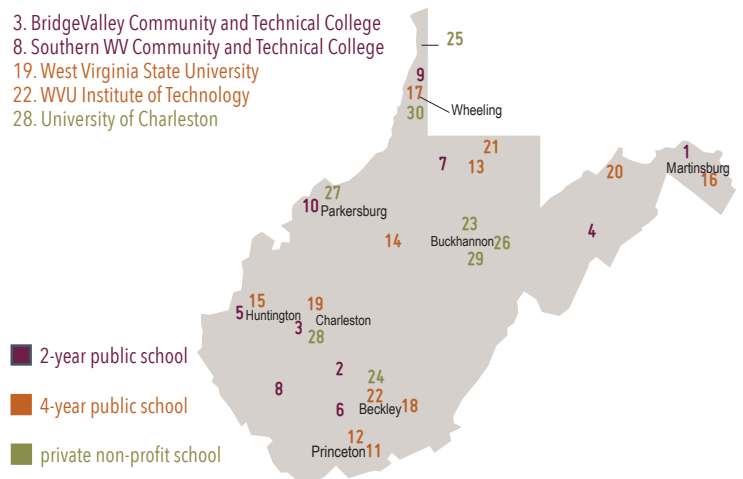 3. BridgeValley Community and Technical College
8. Southern WV Community and Technical College
19. West Virginia State University
22. WVU Institute of Technology
28. University of Charleston
25
9
17
Wheeling
30
21
7
13
1
Martinsburg
20
16
27
10
Parkersburg
23
14
Buckhannon
26
4
29
15
19
5
Huntington
Charleston
3
28
2-year public school
2
24
8
22
4-year public school
6
Beckley
18
12
private non-profit school
Princeton
11